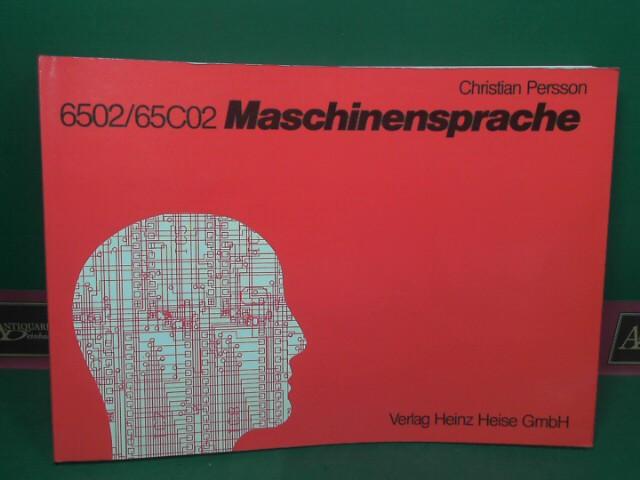 Christian Persson
6502/65C02 Maschinensprache
Verlag Heinz Heise GmbH